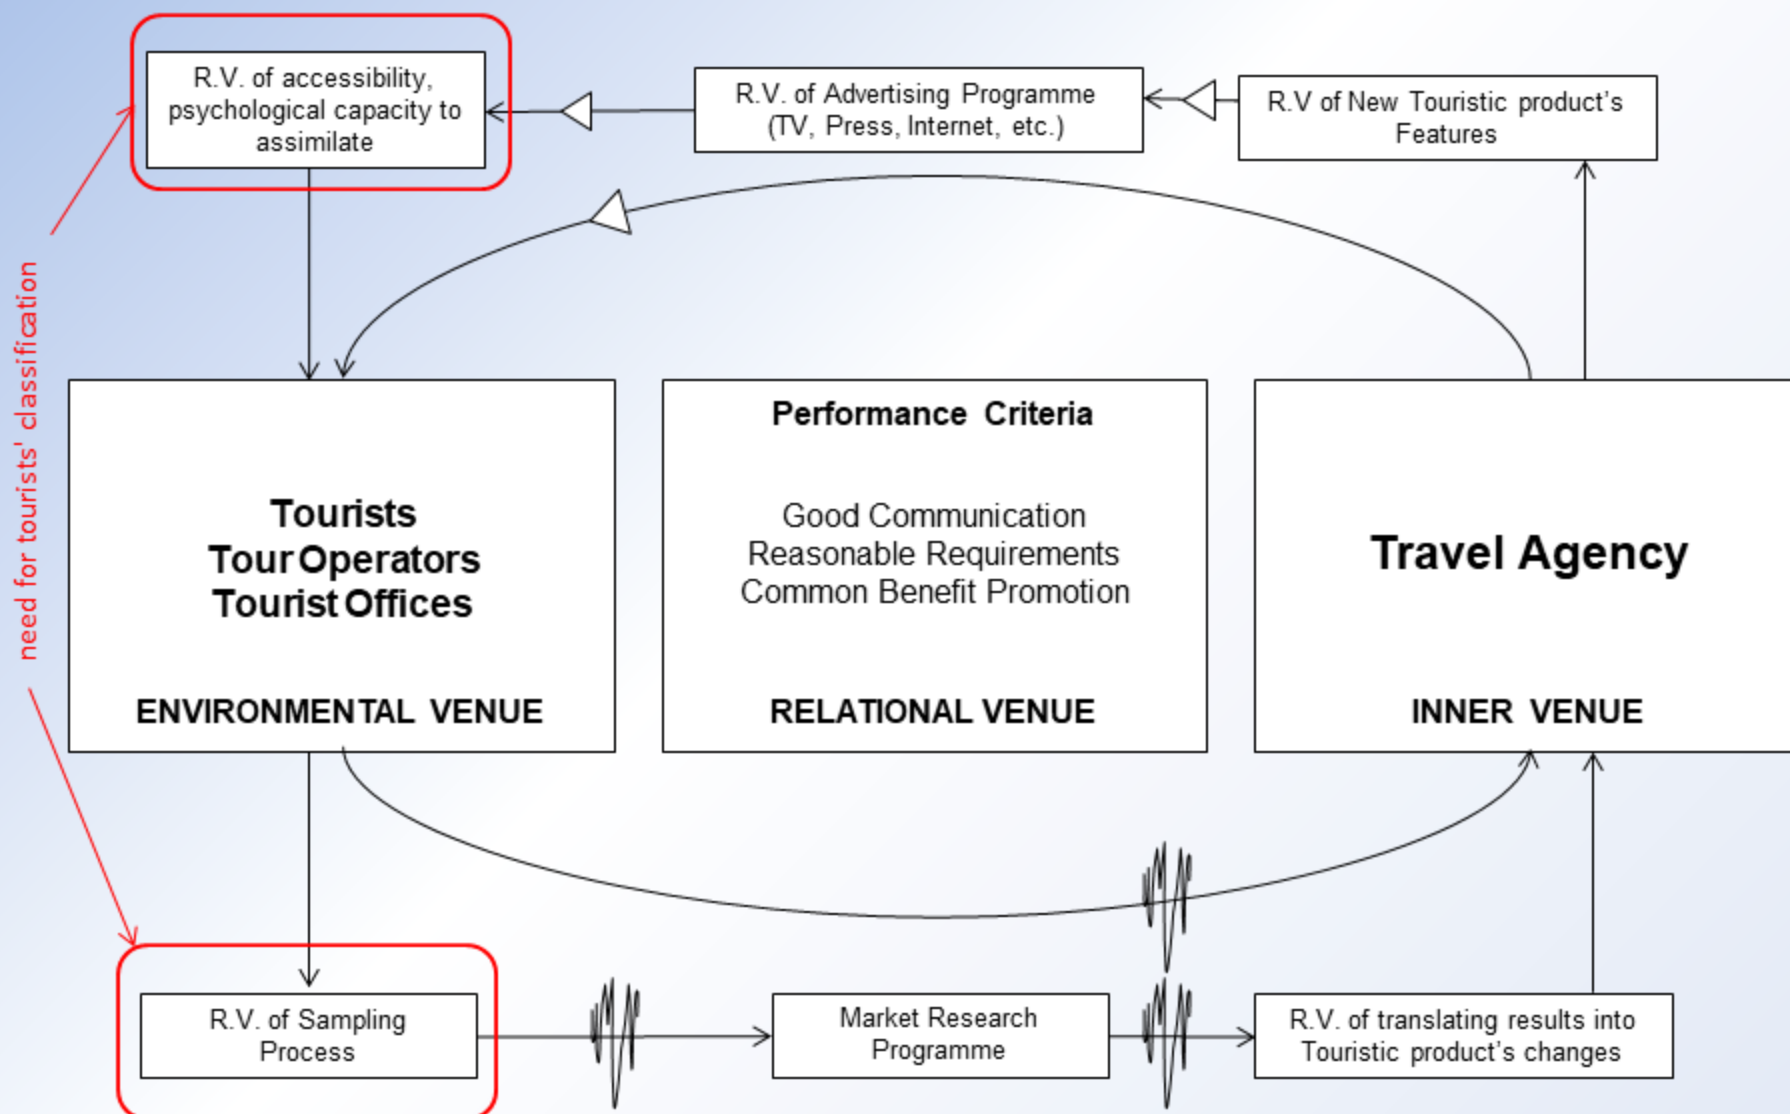 R.V. of accessibility,
psychological capacity to
assimilate
R.V. of Advertising Programme
(TV, Press, Internet, etc.)
R.V of New Touristic product's
Features
need for tourists' classification
Tourists
Tour Operators
Tourist Offices
ENVIRONMENTAL VENUE
Performance Criteria
Good Communication
Reasonable Requirements
Common Benefit Promotion
RELATIONAL VENUE
Travel Agency
INNER VENUE
R.V. of Sampling
Process
Market Research
Programme
R.V. of translating results into
Touristic product's changes